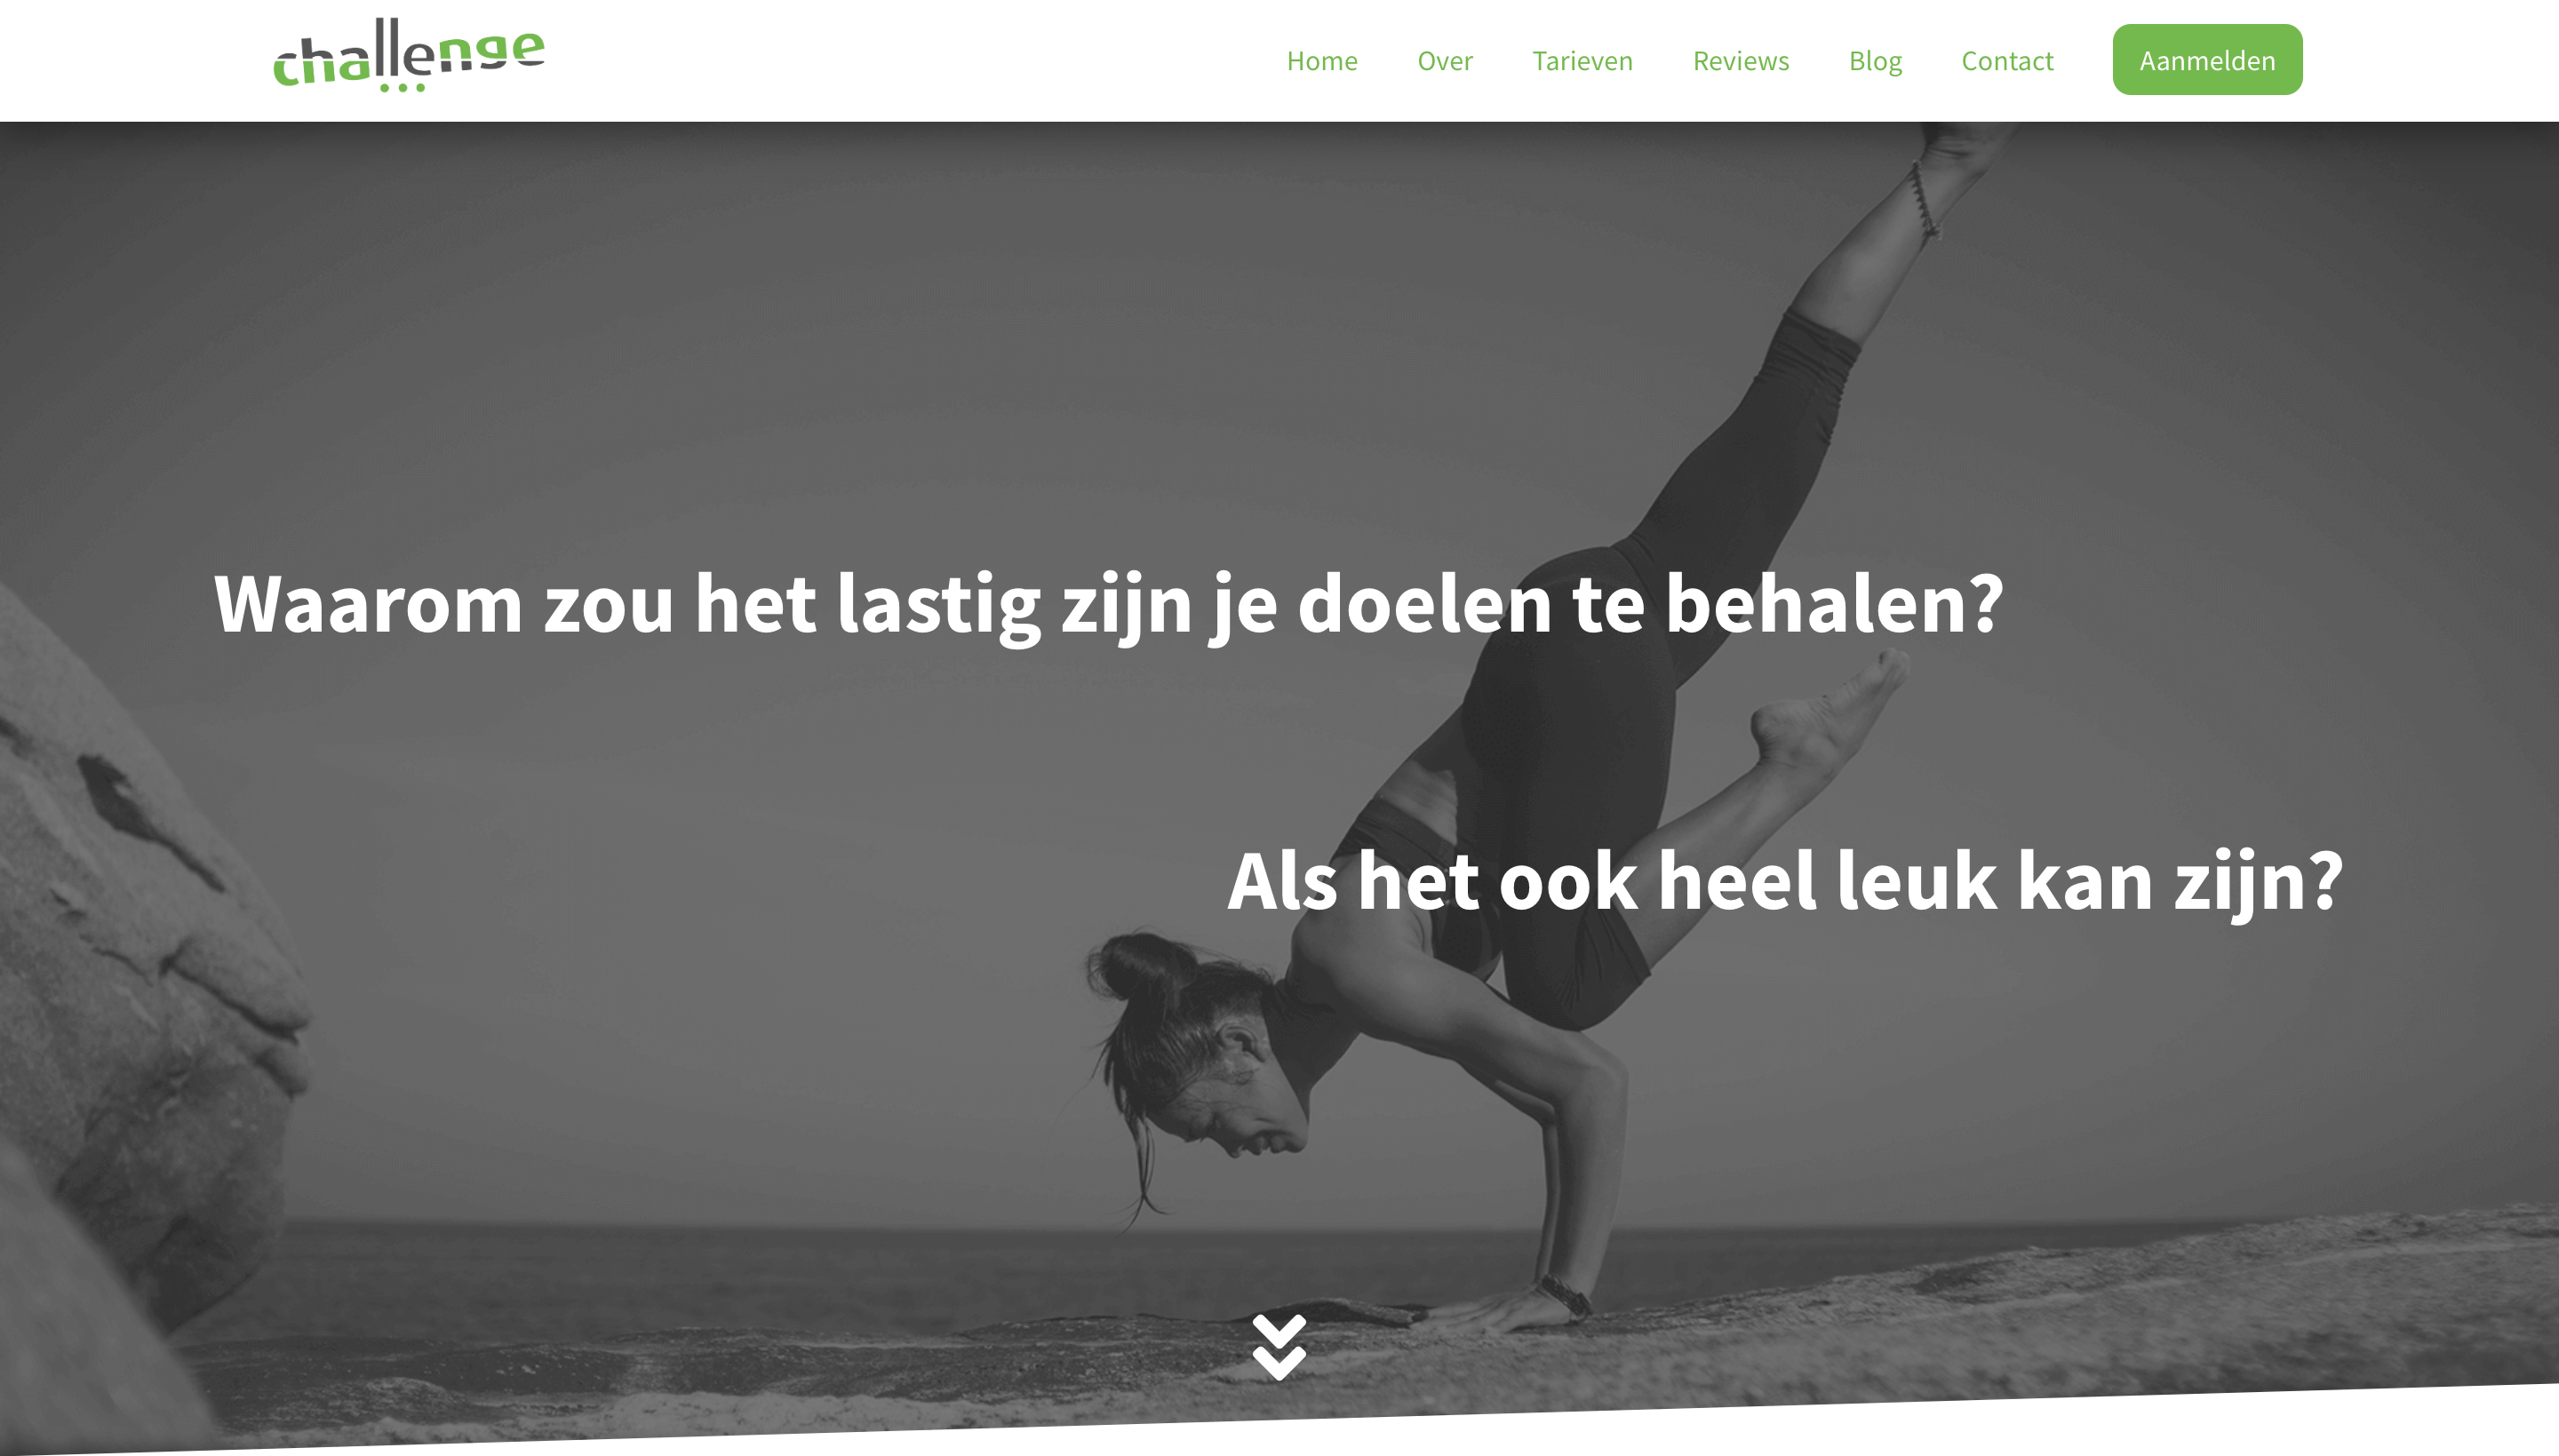 challenge
Home Over Tarieven Reviews Blog Contact Aanmelden
Waarom zou het lastig zijn je doelen te behalen?
Als het ook heel leuk kan zijn?